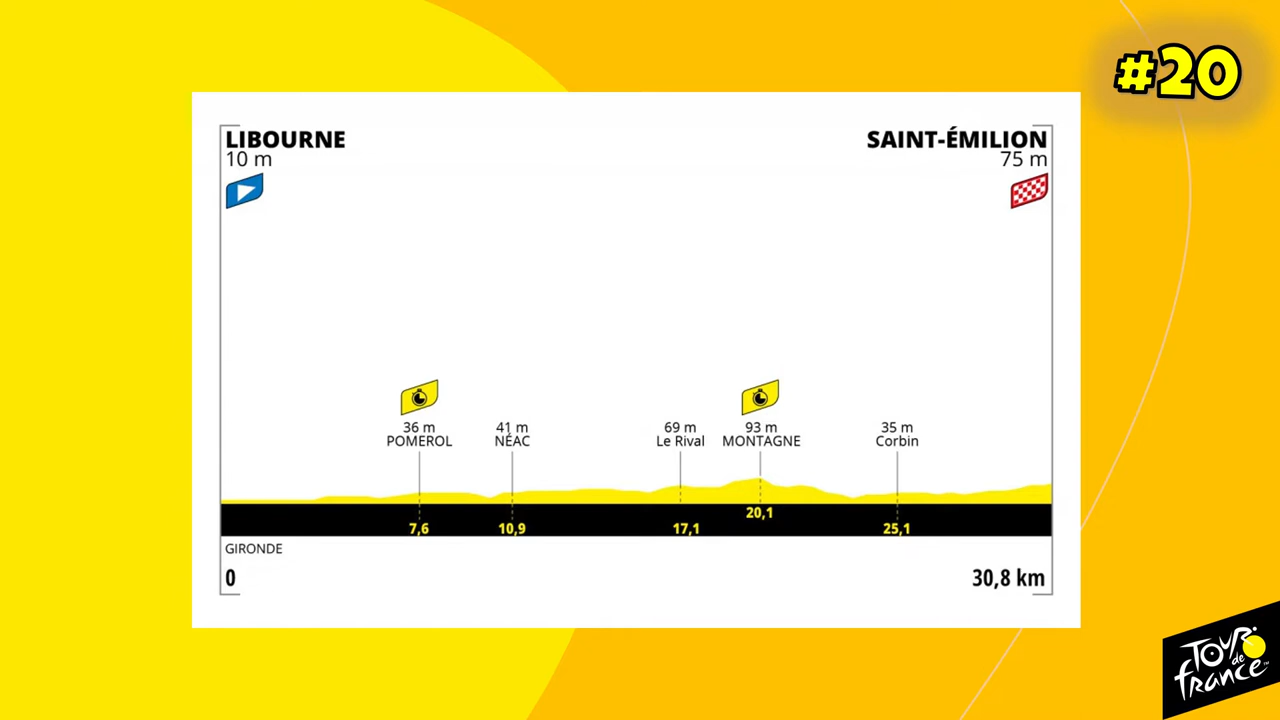 #20
LIBOURNE
10 m
SAINT-ÉMILION
75 m
36 m
POMEROL
41 m
NÉAC
69 m
Le Rival
93 m
MONTAGNE
35 m
Corbin
7,6
10,9
17,1
20,1
25,1
GIRONDE
0
30,8 km
TOUR
de
france™